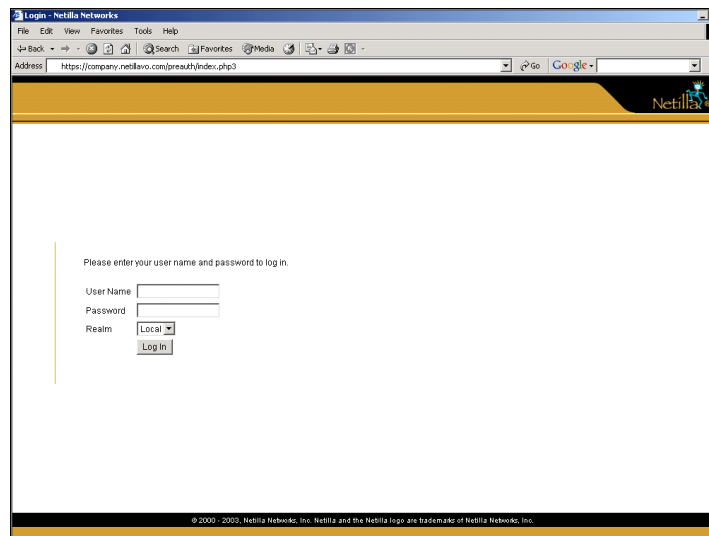 Login - Netilla Networks
File Edit View Favorites Tools Help
Back Search Favorites Media
Address https://company.netillavo.com/preauth/index.php3 Go Google
Netilla
Please enter your user name and password to log in.
User Name
Password
Realm Local
Log In
© 2000 - 2003, Netilla Networks, Inc. Netilla and the Netilla logo are trademarks of Netilla Networks, Inc.